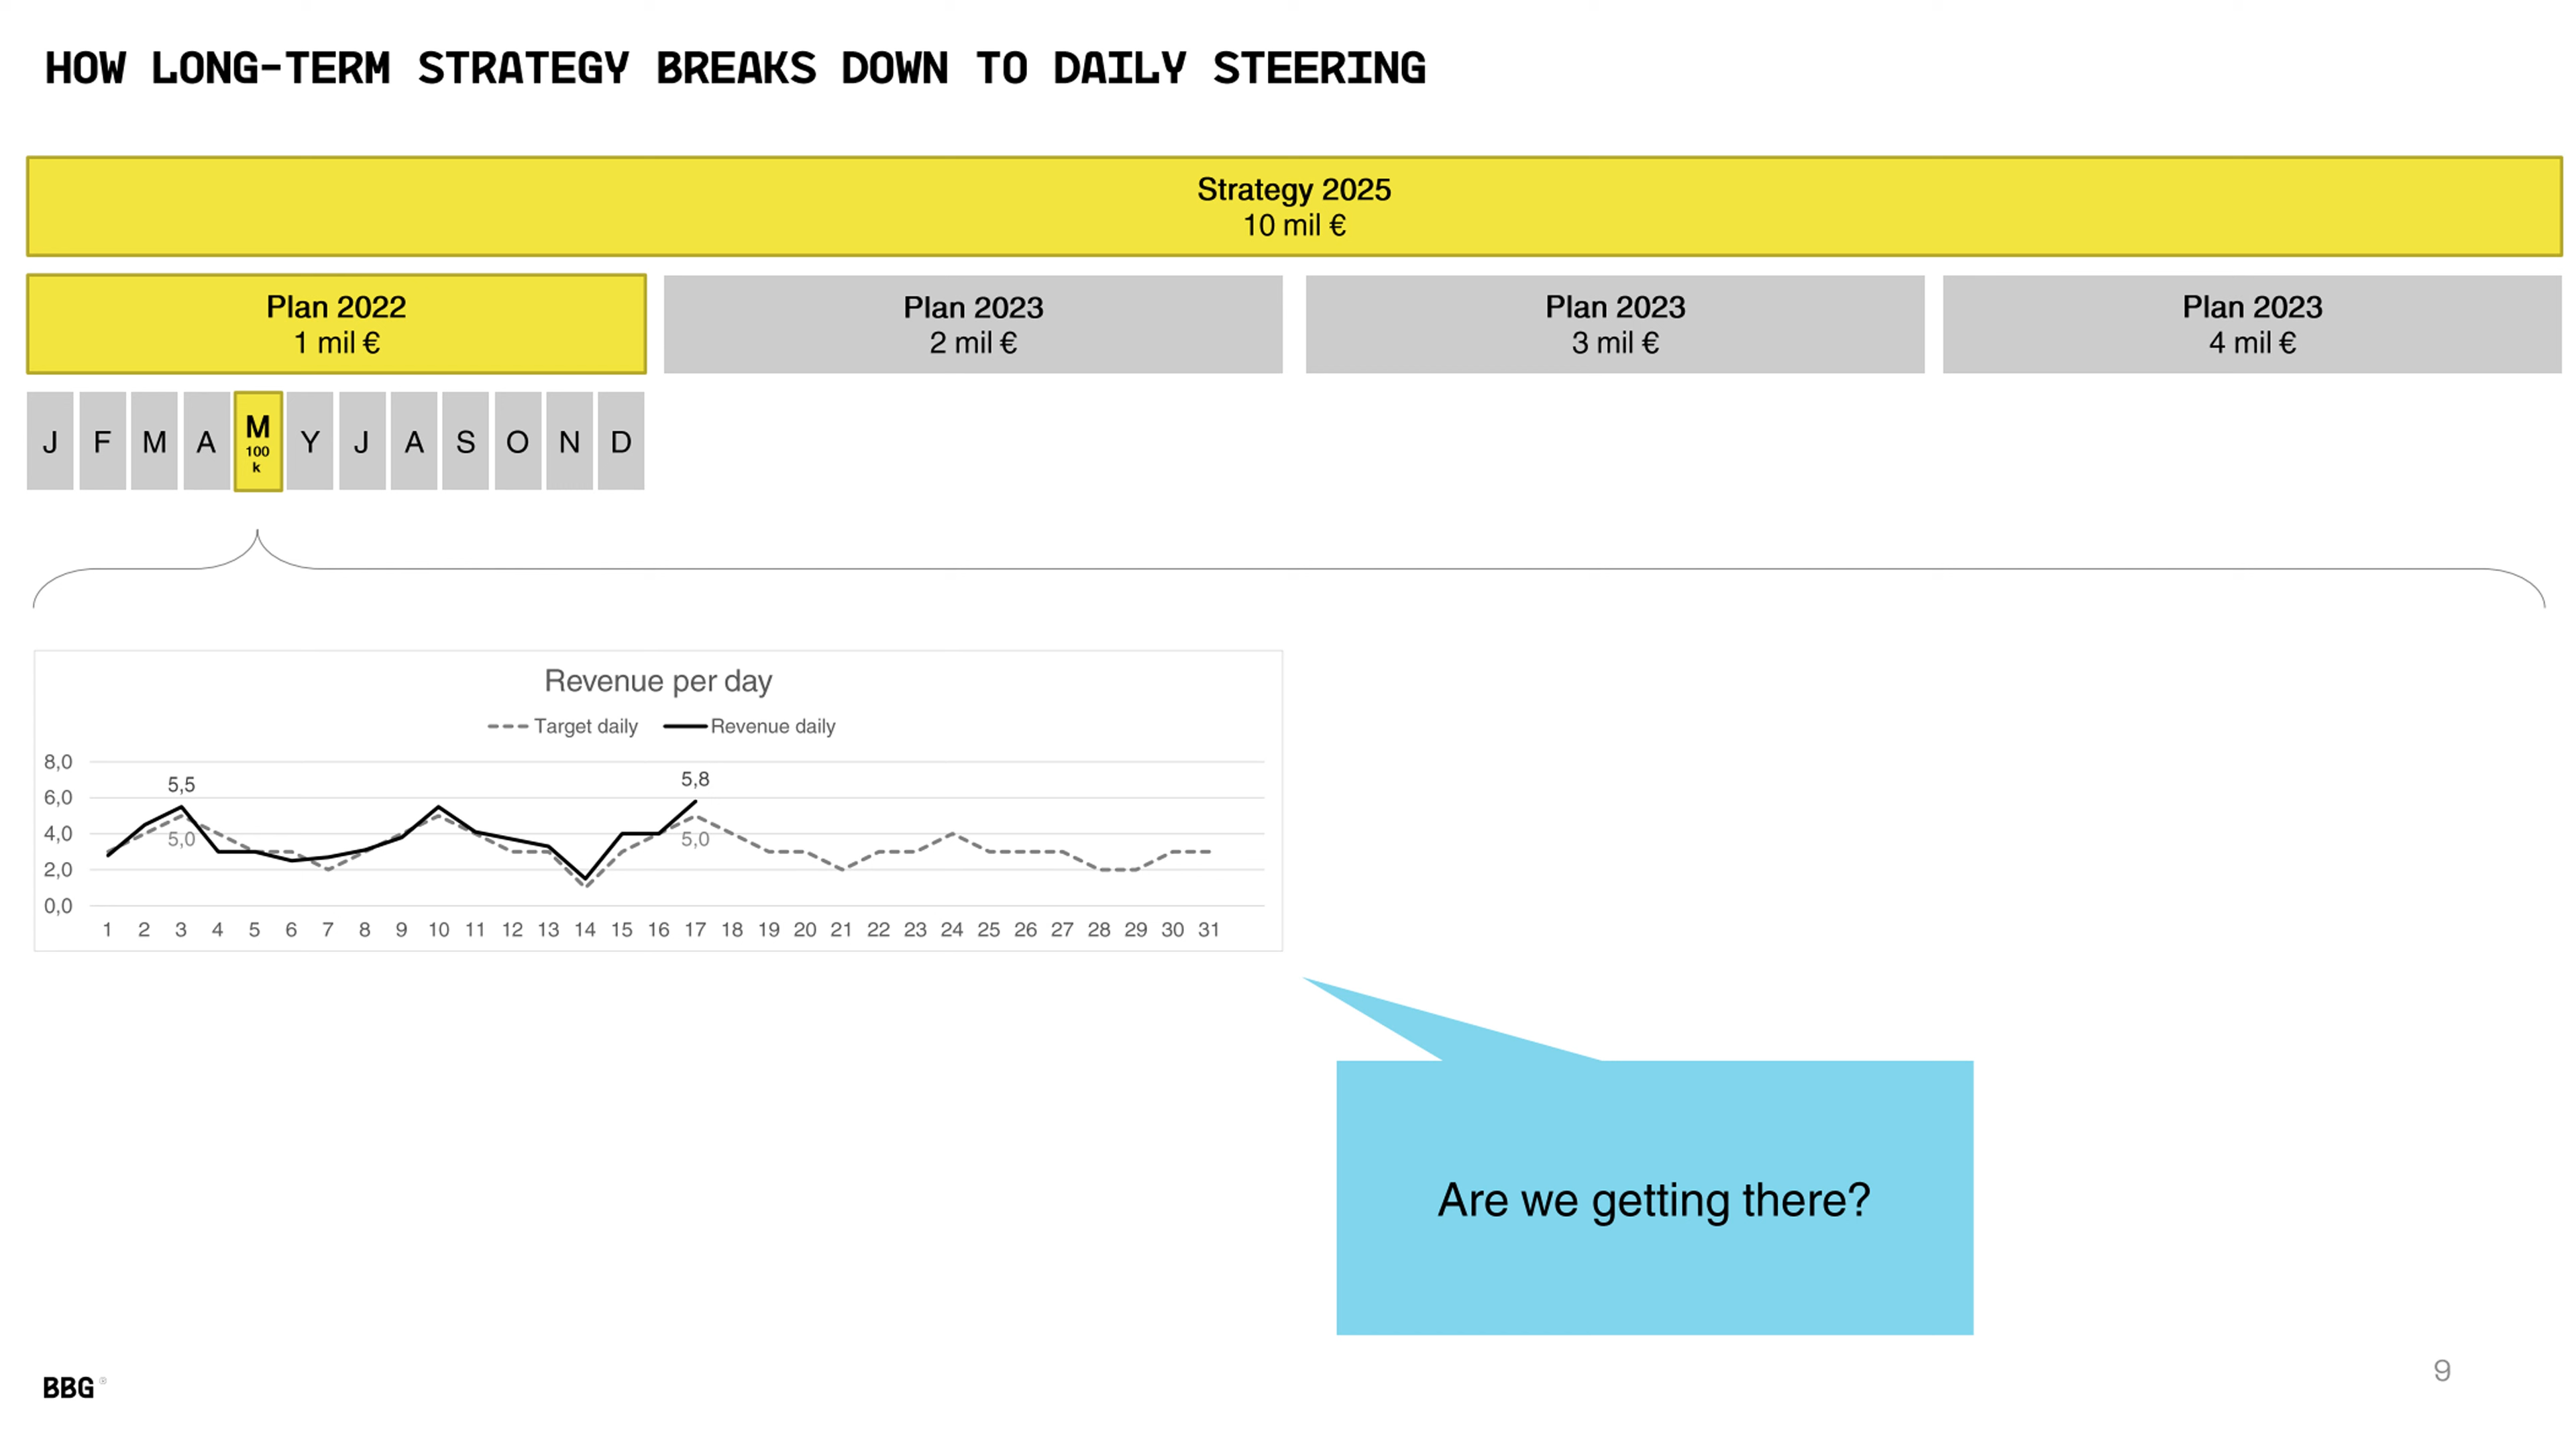 HOW LONG-TERM STRATEGY BREAKS DOWN TO DAILY STEERING
Strategy 2025
10 mil €
Plan 2022
1 mil €
Plan 2023
2 mil €
Plan 2023
3 mil €
Plan 2023
4 mil €
J F M A M Y J A S O N D
100
k
Revenue per day
Target daily Revenue daily
8,0
6,0
4,0
2,0
0,0
5,5
5,0
5,8
5,0
1 2 3 4 5 6 7 8 9 10 11 12 13 14 15 16 17 18 19 20 21 22 23 24 25 26 27 28 29 30 31
Are we getting there?
BBG ®
9